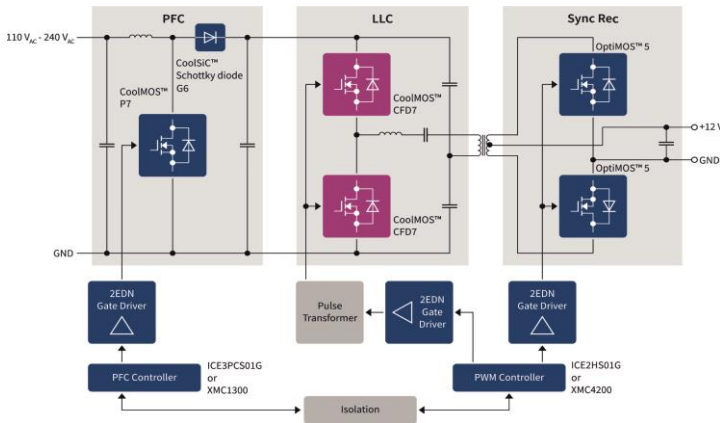 PFC
LLC
Sync Rec
110 VAC - 240 VAC
CoolSiC™
Schottky diode
G6
CoolMOS™
P7
CoolMOS™
CFD7
CoolMOS™
CFD7
OptiMOS™ 5
OptiMOS™ 5
+12 V
GND
GND
2EDN
Gate Driver
Pulse
Transformer
2EDN
Gate
Driver
2EDN
Gate Driver
PFC Controller
ICE3PCS01G
or
XMC1300
PWM Controller
ICE2HS01G
or
XMC4200
Isolation